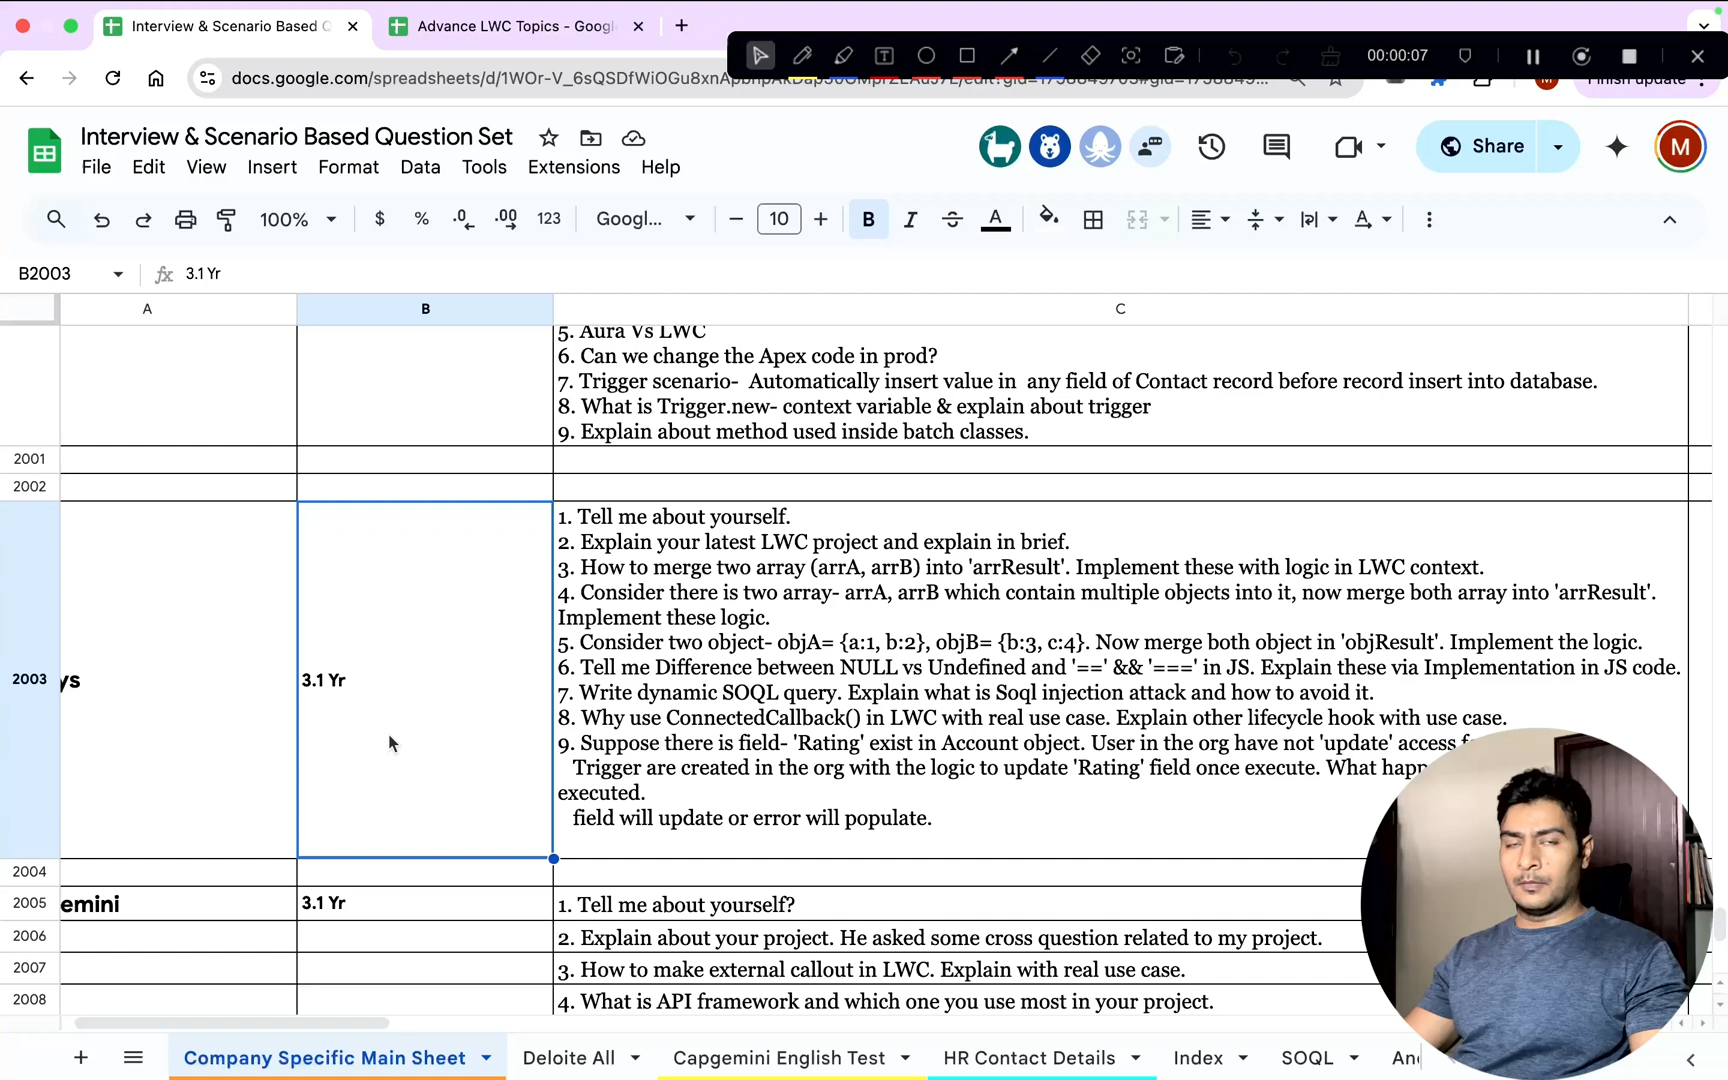 Interview & Scenario Based Q
Advance LWC Topics - Goog
00:00:07
Interview & Scenario Based Question Set
File Edit View Insert Format Data Tools Extensions Help
Share
M
100% $ % .0 .00 123 Googl... 10 B I A
B2003 fx 3.1 Yr
A B C
5. Aura Vs LWC
6. Can we change the Apex code in prod?
7. Trigger scenario- Automatically insert value in any field of Contact record before record insert into database.
8. What is Trigger.new- context variable & explain about trigger
9. Explain about method used inside batch classes.
2001
2002
1. Tell me about yourself.
2. Explain your latest LWC project and explain in brief.
3. How to merge two array (arrA, arrB) into 'arrResult'. Implement these with logic in LWC context.
4. Consider there is two array- arrA, arrB which contain multiple objects into it, now merge both array into 'arrResult'.
Implement these logic.
5. Consider two object- objA= {a:1, b:2}, objB= {b:3, c:4}. Now merge both object in 'objResult'. Implement the logic.
6. Tell me Difference between NULL vs Undefined and '==' && '===' in JS. Explain these via Implementation in JS code.
2003 ys 3.1 Yr
7. Write dynamic SOQL query. Explain what is Soql injection attack and how to avoid it.
8. Why use ConnectedCallback() in LWC with real use case. Explain other lifecycle hook with use case.
9. Suppose there is field- 'Rating' exist in Account object. User in the org have not 'update' access
Trigger are created in the org with the logic to update 'Rating' field once execute. What hap
executed.
field will update or error will populate.
2004
2005 emini 3.1 Yr 1. Tell me about yourself?
2006 2. Explain about your project. He asked some cross question related to my project.
2007 3. How to make external callout in LWC. Explain with real use case.
2008 4. What is API framework and which one you use most in your project.
Company Specific Main Sheet Deloite All Capgemini English Test HR Contact Details Index SOQL